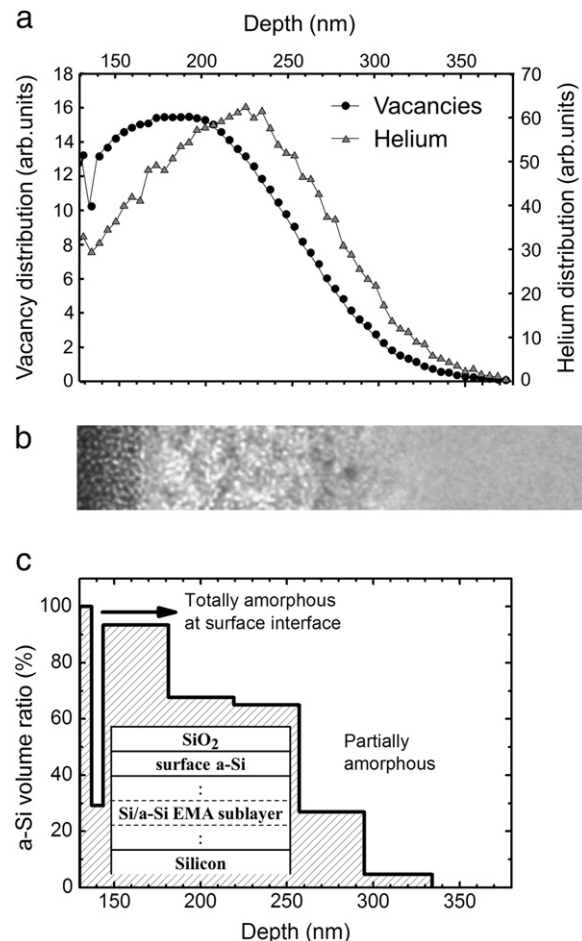 a
Depth (nm)
150 200 250 300 350
18
16
14
12
10
8
6
4
2
0
Vacancy distribution (arb.units)
Vacancies
Helium
70
60
50
40
30
20
10
0
Helium distribution (arb.units)
b
c
100
80
60
40
20
0
a-Si volume ratio (%)
Totally amorphous
at surface interface
Partially
amorphous
SiO₂
surface a-Si
:
Si/a-Si EMA sublayer
:
Silicon
150 200 250 300 350
Depth (nm)